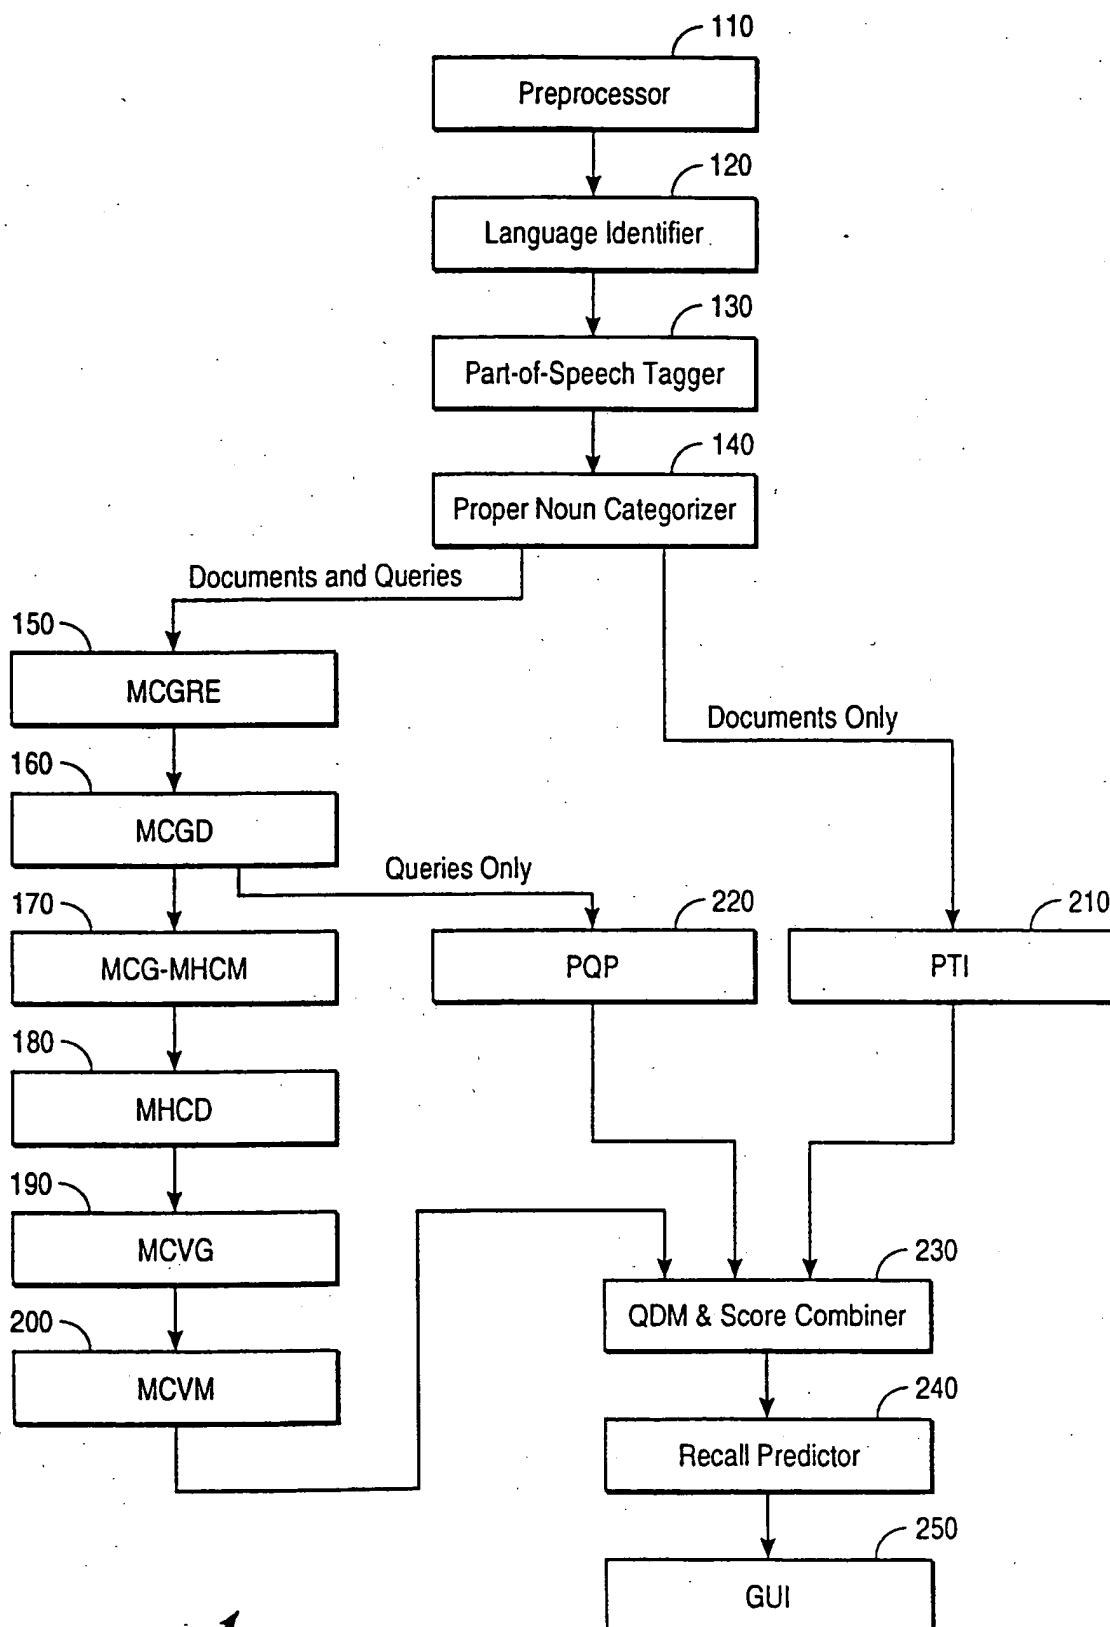 110
Preprocessor
120
Language Identifier
130
Part-of-Speech Tagger
140
Proper Noun Categorizer
Documents and Queries
150
MCGRE
Documents Only
160
MCGD
Queries Only
170
220
210
MCG-MHCM
PQP
PTI
180
MHCD
190
MCVG
230
QDM & Score Combiner
200
MCVM
240
Recall Predictor
250
GUI